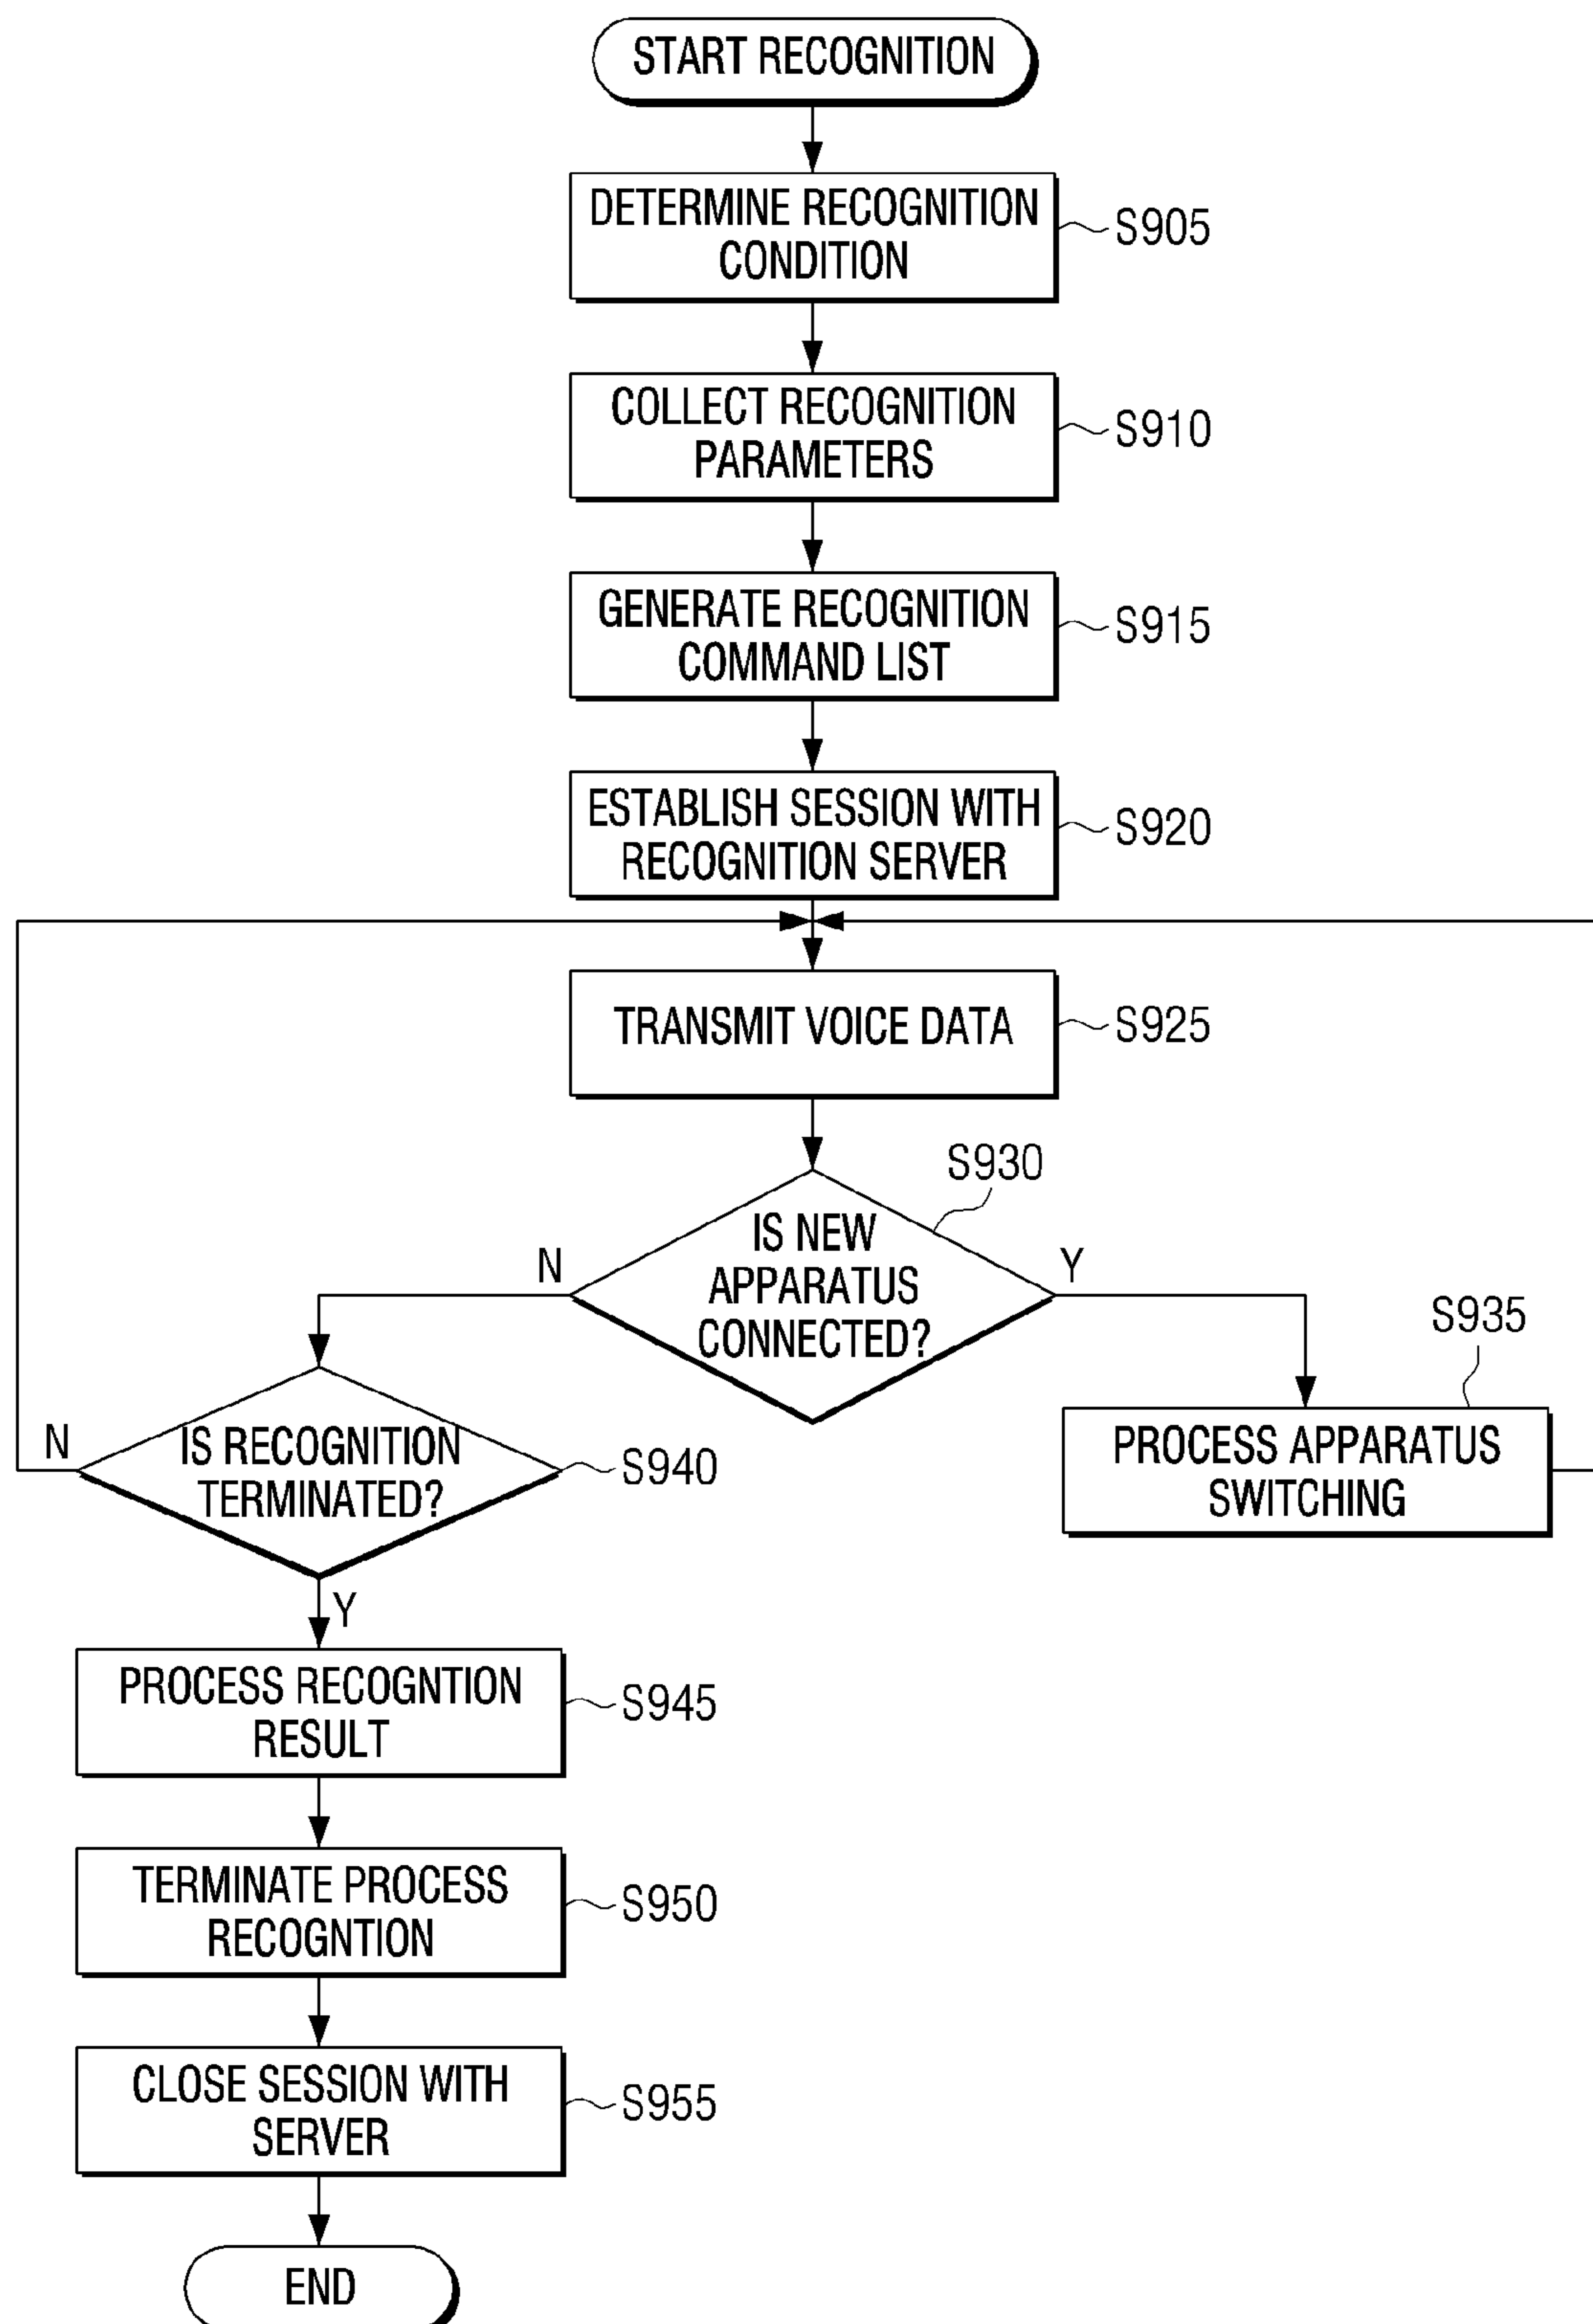 START RECOGNITION
DETERMINE RECOGNITION
CONDITION
S905
COLLECT RECOGNITION
PARAMETERS
S910
GENERATE RECOGNITION
COMMAND LIST
S915
ESTABLISH SESSION WITH
RECOGNITION SERVER
S920
TRANSMIT VOICE DATA
S925
S930
IS NEW
APPARATUS
CONNECTED?
N
Y
S935
PROCESS APPARATUS
SWITCHING
N
IS RECOGNITION
TERMINATED?
S940
Y
PROCESS RECOGNTION
RESULT
S945
TERMINATE PROCESS
RECOGNTION
S950
CLOSE SESSION WITH
SERVER
S955
END